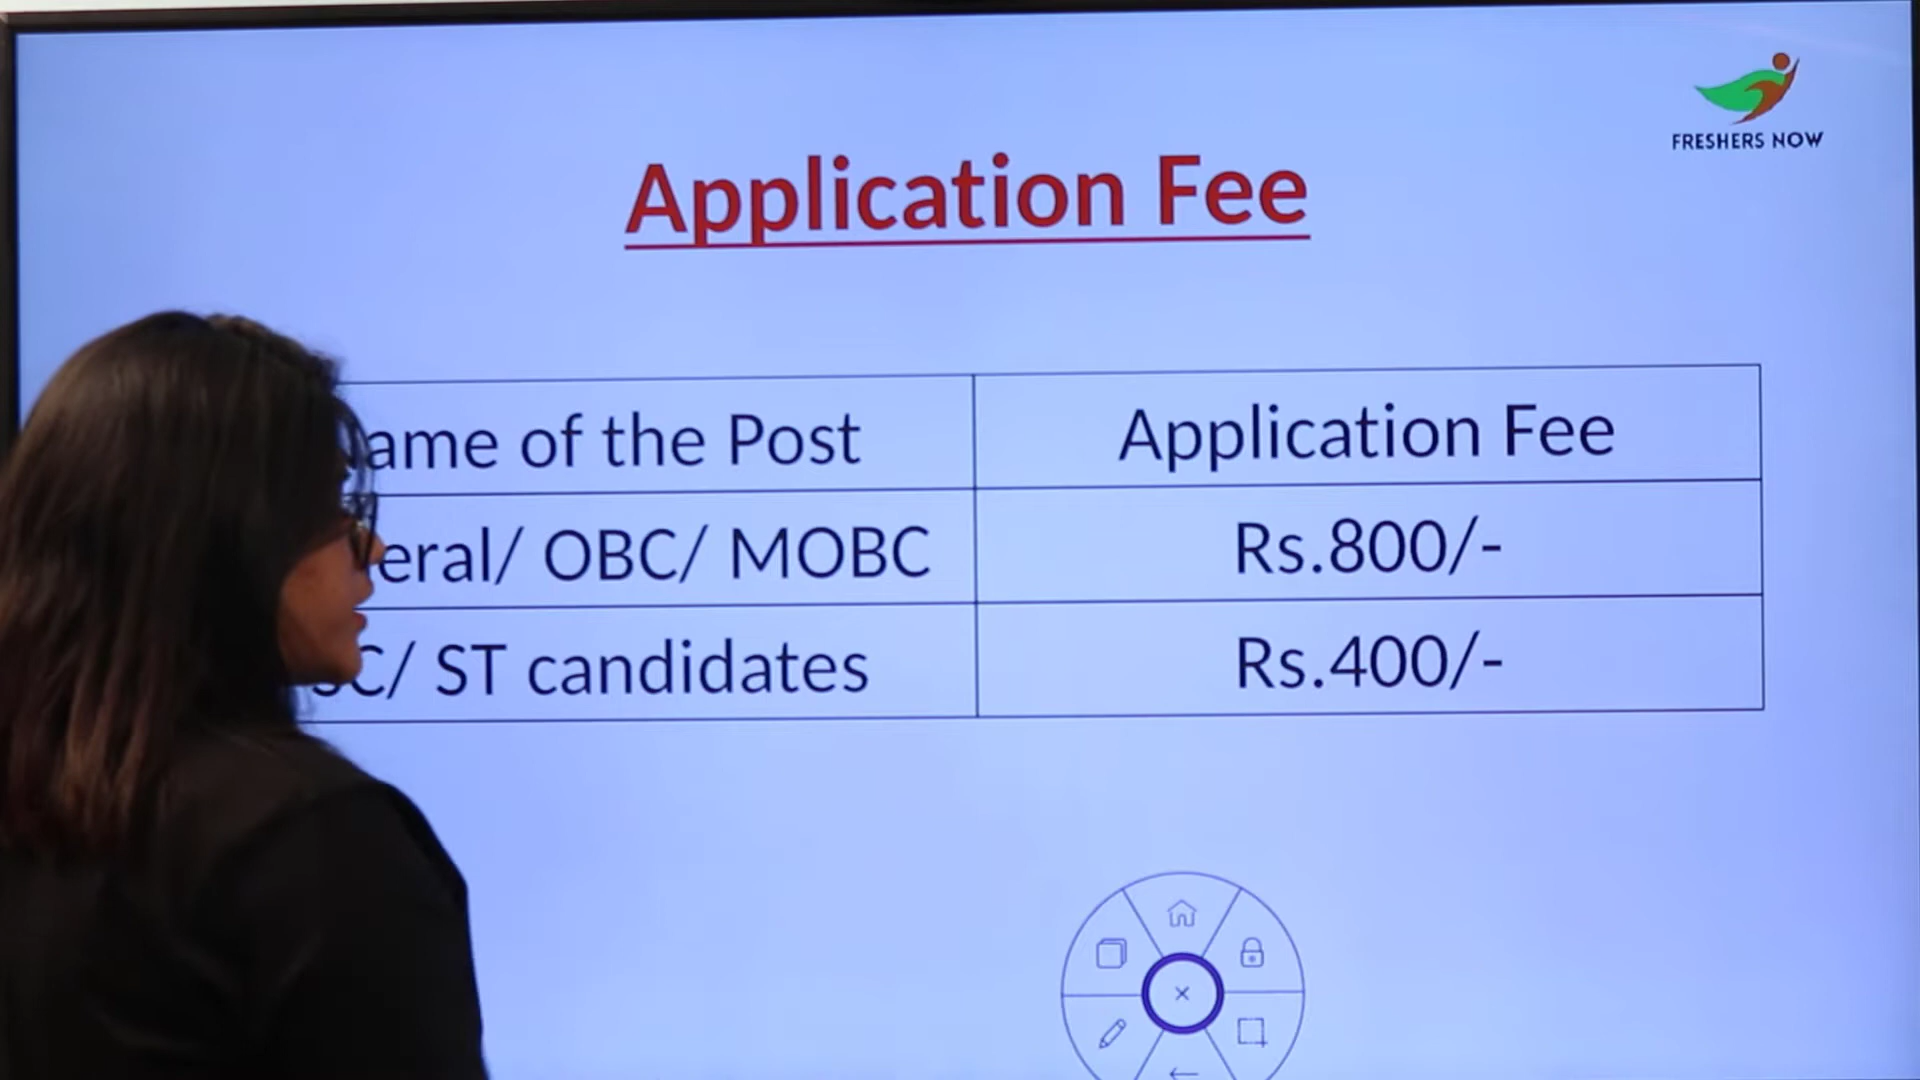 FRESHERS NOW
Application Fee
ame of the Post Application Fee
eral/ OBC/ MOBC Rs.800/-
SC/ ST candidates Rs.400/-